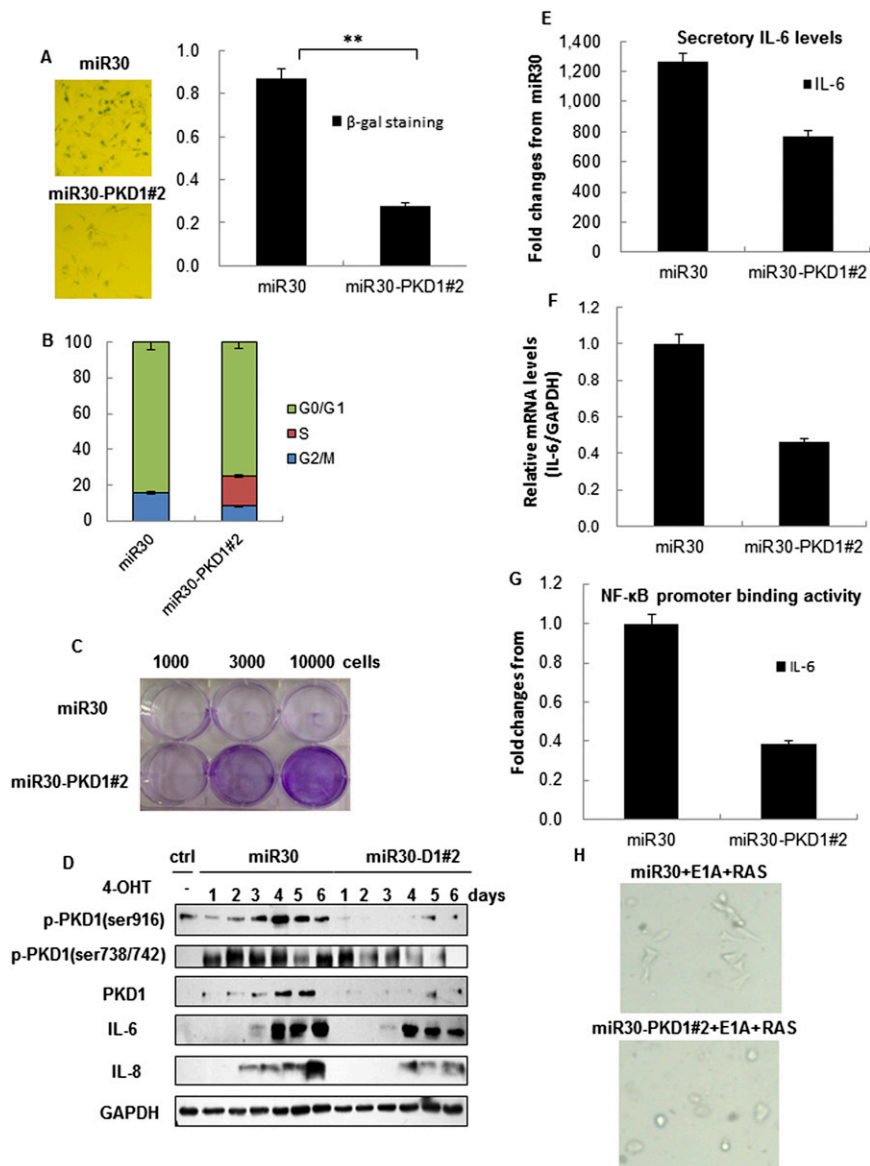 A
miR30
miR30-PKD1#2
**
1.0
0.8
0.6
0.4
0.2
0.0
β-gal staining
miR30
miR30-PKD1#2
B
100
80
60
40
20
0
G0/G1
S
G2/M
miR30
miR30-PKD1#2
C
1000 3000 10000 cells
miR30
miR30-PKD1#2
D
ctrl miR30 miR30-D1#2
4-OHT - 1 2 3 4 5 6 1 2 3 4 5 6 days
p-PKD1(ser916)
p-PKD1(ser738/742)
PKD1
IL-6
IL-8
GAPDH
E
Secretory IL-6 levels
Fold changes from miR30
1,400
1,200
1,000
800
600
400
200
0
IL-6
miR30
miR30-PKD1#2
F
Relative mRNA levels
(IL-6/GAPDH)
1.2
1.0
0.8
0.6
0.4
0.2
0.0
miR30
miR30-PKD1#2
G
NF-κB promoter binding activity
Fold changes from
1.2
1.0
0.8
0.6
0.4
0.2
0.0
IL-6
miR30
miR30-PKD1#2
H
miR30+E1A+RAS
miR30-PKD1#2+E1A+RAS